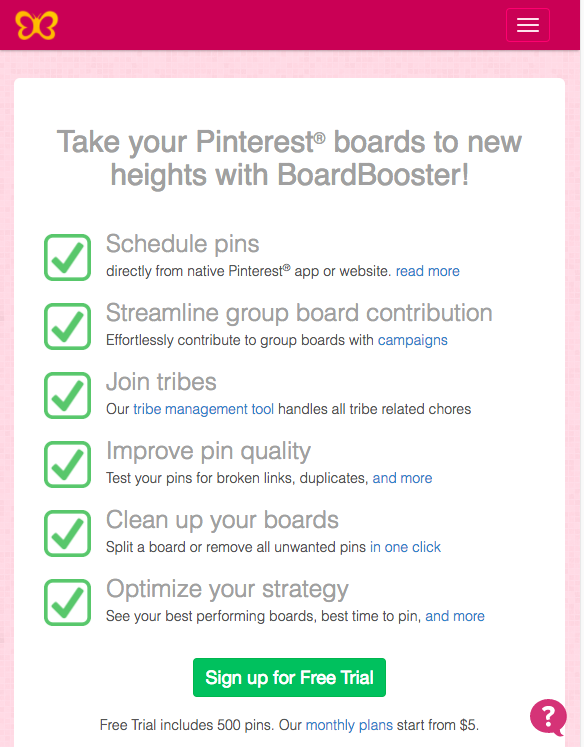 Take your Pinterest® boards to new
heights with BoardBooster!
Schedule pins
directly from native Pinterest® app or website. read more
Streamline group board contribution
Effortlessly contribute to group boards with campaigns
Join tribes
Our tribe management tool handles all tribe related chores
Improve pin quality
Test your pins for broken links, duplicates, and more
Clean up your boards
Split a board or remove all unwanted pins in one click
Optimize your strategy
See your best performing boards, best time to pin, and more
Sign up for Free Trial
?
Free Trial includes 500 pins. Our monthly plans start from $5.